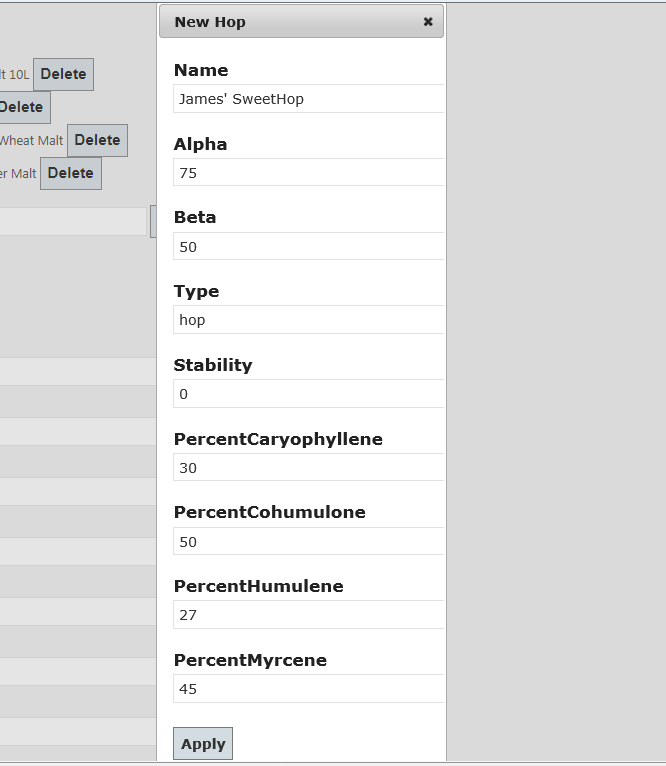 New Hop
lt 10L Delete
Delete
Wheat Malt Delete
er Malt Delete
Name
James' SweetHop
Alpha
75
Beta
50
Type
hop
Stability
0
PercentCaryophyllene
30
PercentCohumulone
50
PercentHumulene
27
PercentMyrcene
45
Apply